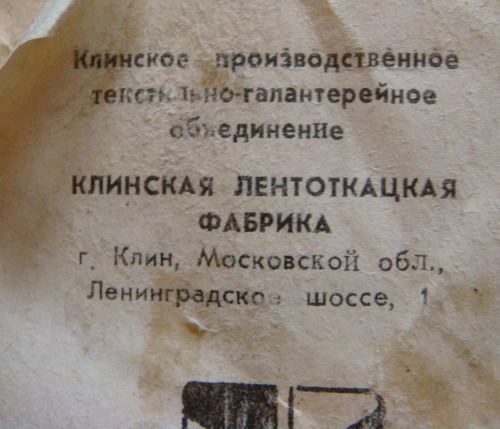 Клинское производственное
текстильно-галантерейное
объединение
КЛИНСКАЯ ЛЕНТОТКАЦКАЯ
ФАБРИКА
г. Клин, Московской обл.,
Ленинградское шоссе, 1